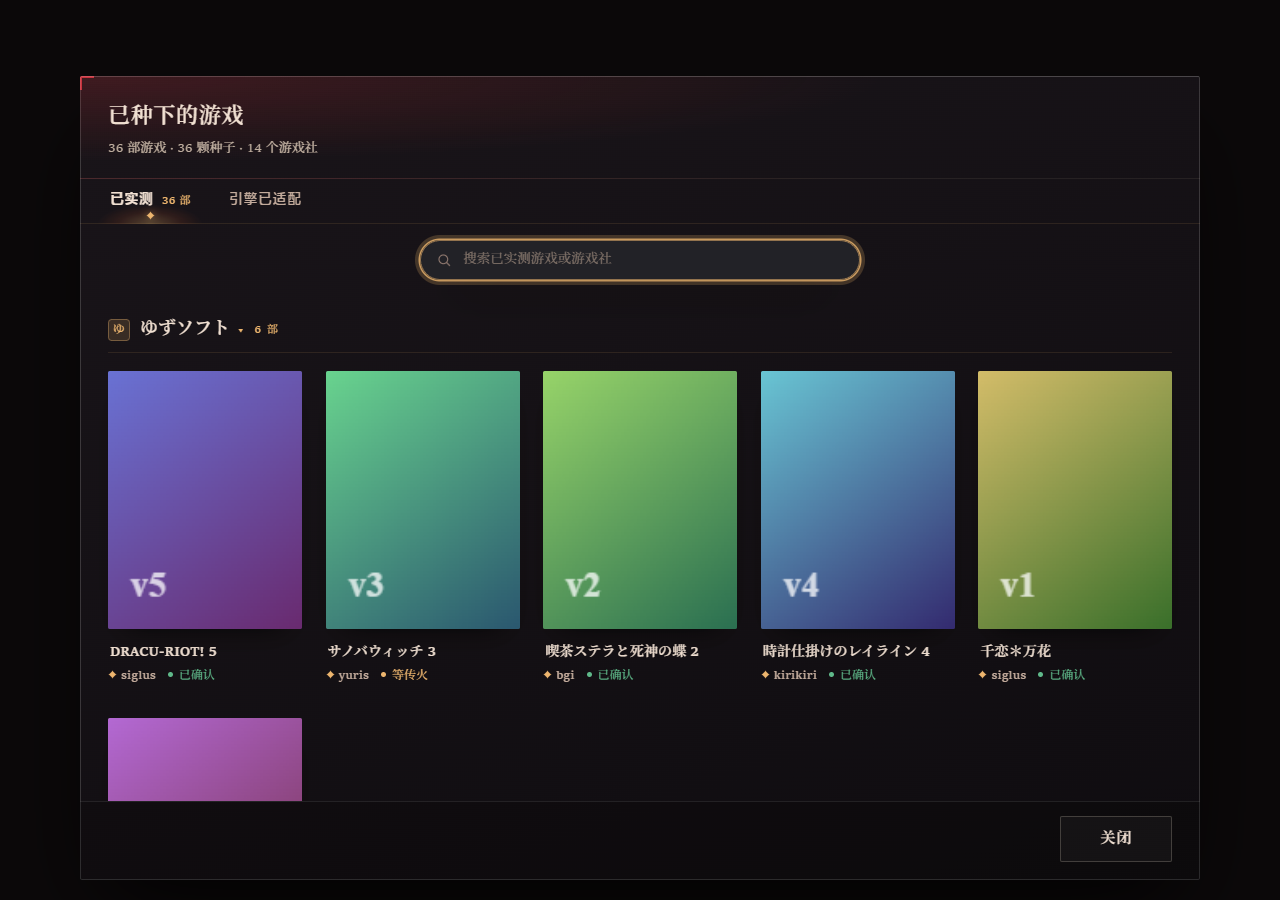 已种下的游戏
36 部游戏 · 36 颗种子 · 14 个游戏社
已实测 36 部 引擎已适配
搜索已实测游戏或游戏社
ゆ ゆずソフト 6 部
v5 v3 v2 v4 v1
DRACU-RIOT! 5 サノバウィッチ 3 喫茶ステラと死神の蝶 2 時計仕掛けのレイライン 4 千恋＊万花
siglus 已确认 yuris 等传火 bgi 已确认 kirikiri 已确认 siglus 已确认
关闭